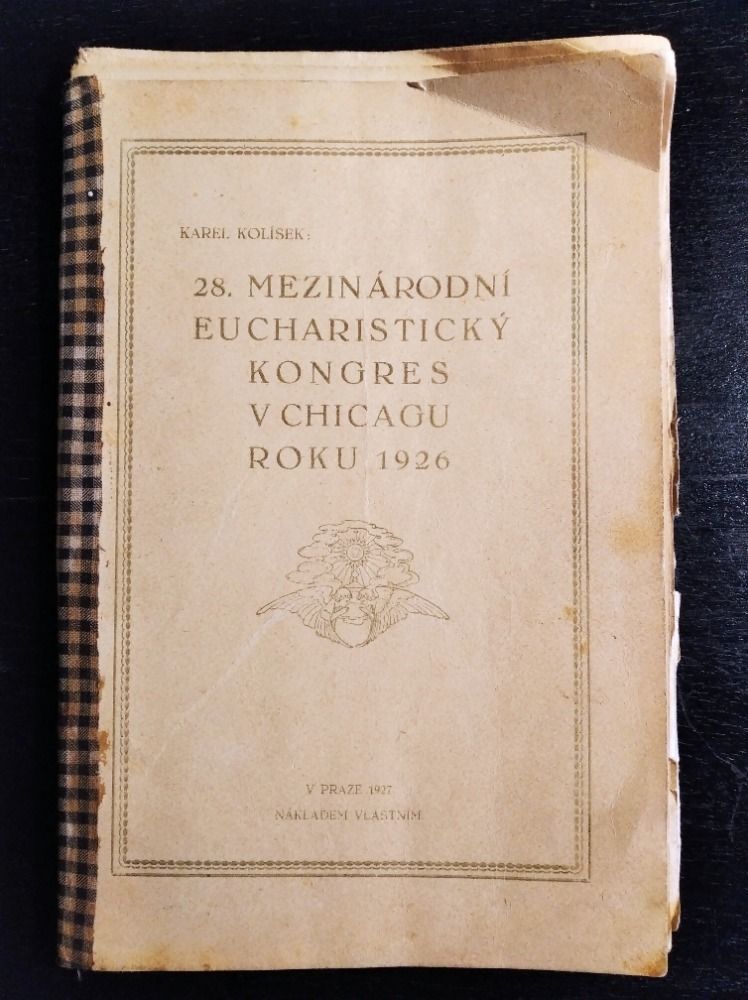 KAREL KOLÍSEK:
28. MEZINÁRODNÍ
EUCHARISTICKÝ
KONGRES
V CHICAGU
ROKU 1926
V PRAZE 1927
NÁKLADEM VLASTNÍM